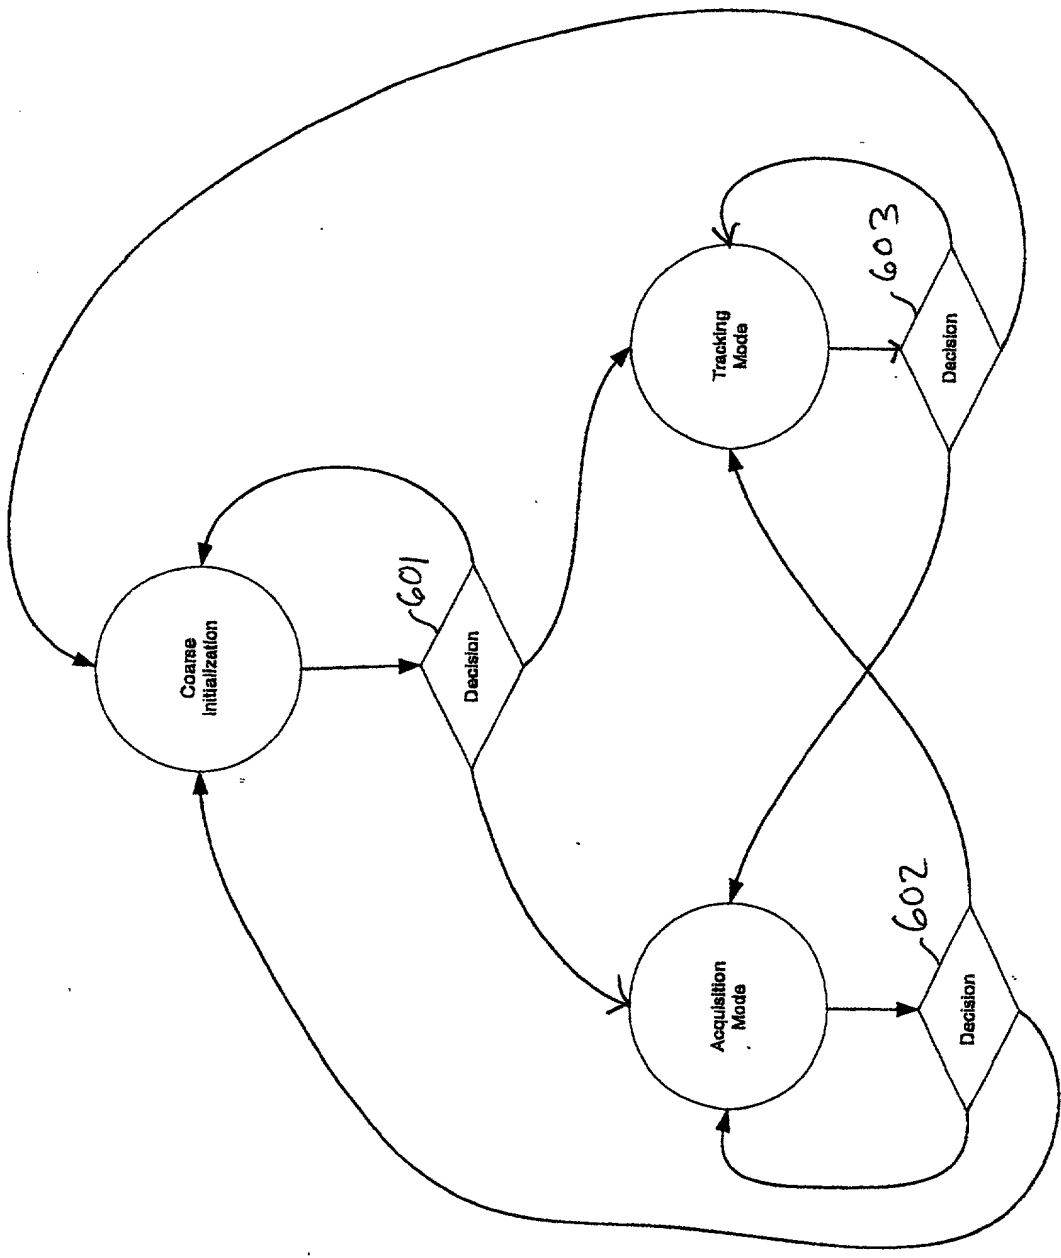 Coarse
Initialization
601
Decision
Acquisition
Mode
602
Decision
Tracking
Mode
603
Decision